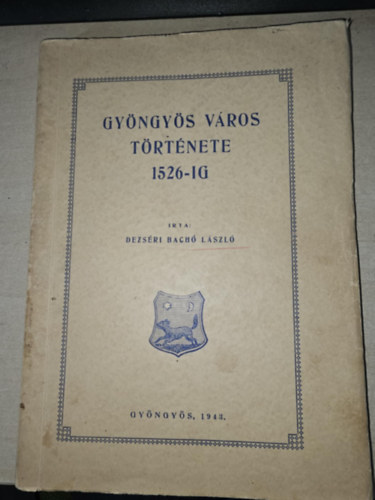 GYÖNGYÖS VÁROS
TÖRTÉNETE
1526-IG
IRTA:
DEZSÉRI BACHÓ LÁSZLÓ
GYÖNGYÖS, 1943.